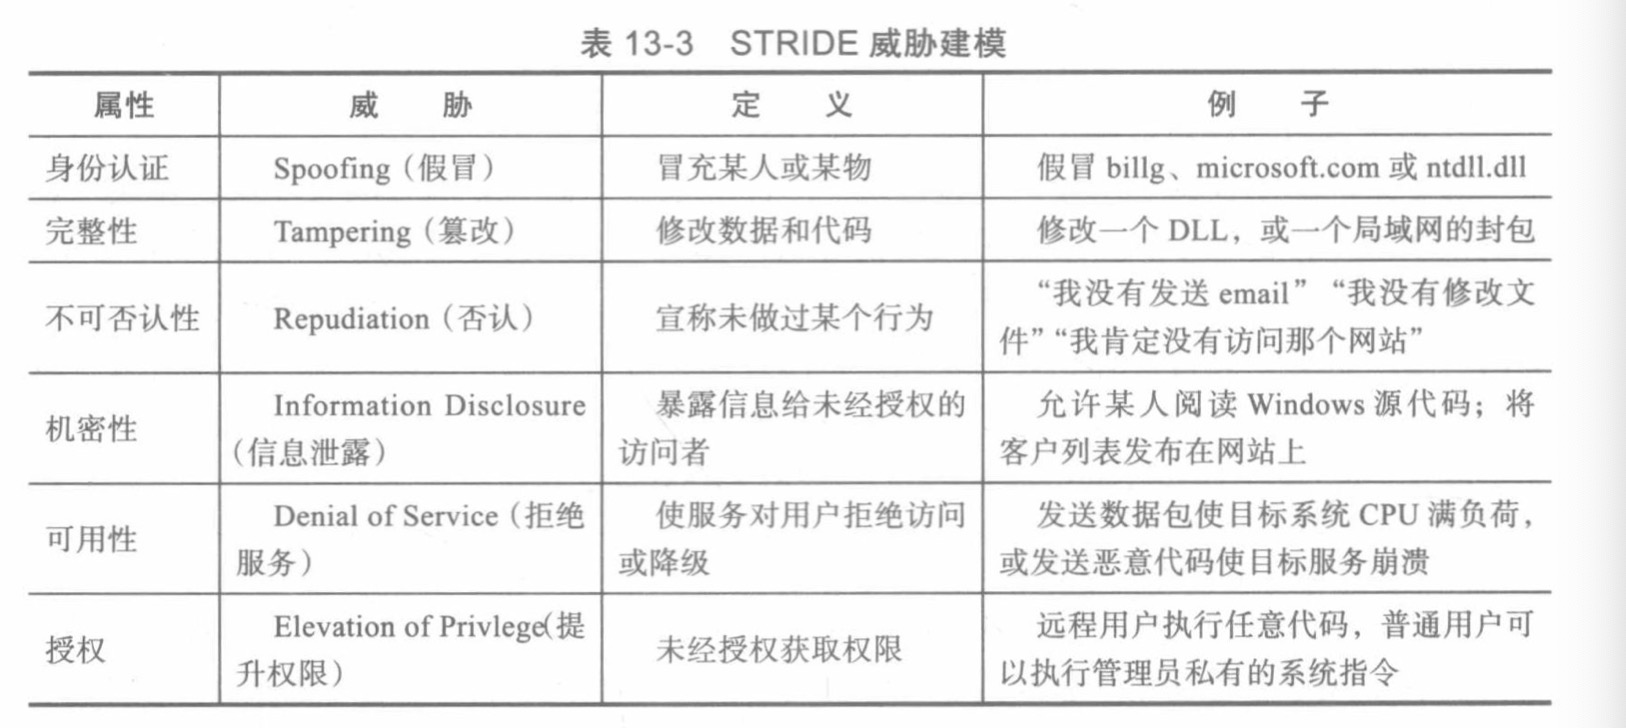 表 13-3 STRIDE 威胁建模
属性 威 胁 定 义 例 子
身份认证 Spoofing（假冒） 冒充某人或某物 假冒 billg、microsoft.com 或 ntdll.dll
完整性 Tampering（篡改） 修改数据和代码 修改一个 DLL，或一个局域网的封包
不可否认性 Repudiation（否认） 宣称未做过某个行为 “我没有发送 email”“我没有修改文
件”“我肯定没有访问那个网站”
机密性 Information Disclosure
（信息泄露） 暴露信息给未经授权的
访问者 允许某人阅读 Windows 源代码；将
客户列表发布在网站上
可用性 Denial of Service（拒绝
服务） 使服务对用户拒绝访问
或降级 发送数据包使目标系统 CPU 满负荷，
或发送恶意代码使目标服务崩溃
授权 Elevation of Privlege(提
升权限） 未经授权获取权限 远程用户执行任意代码，普通用户可
以执行管理员私有的系统指令